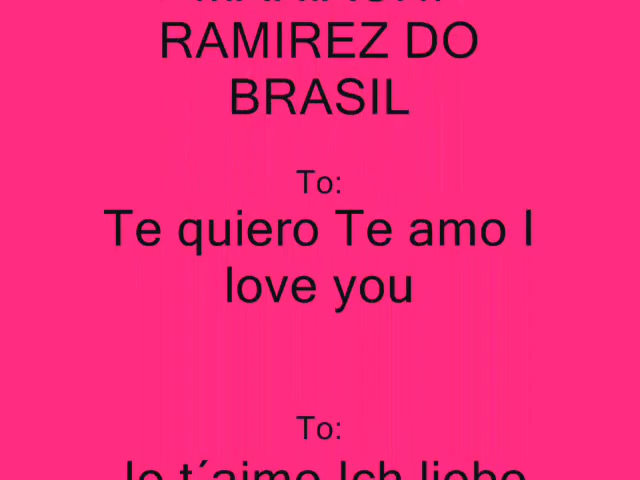 RAMIREZ DO
BRASIL
To:
Te quiero Te amo I
love you
To:
Je t´aime Ich liebe